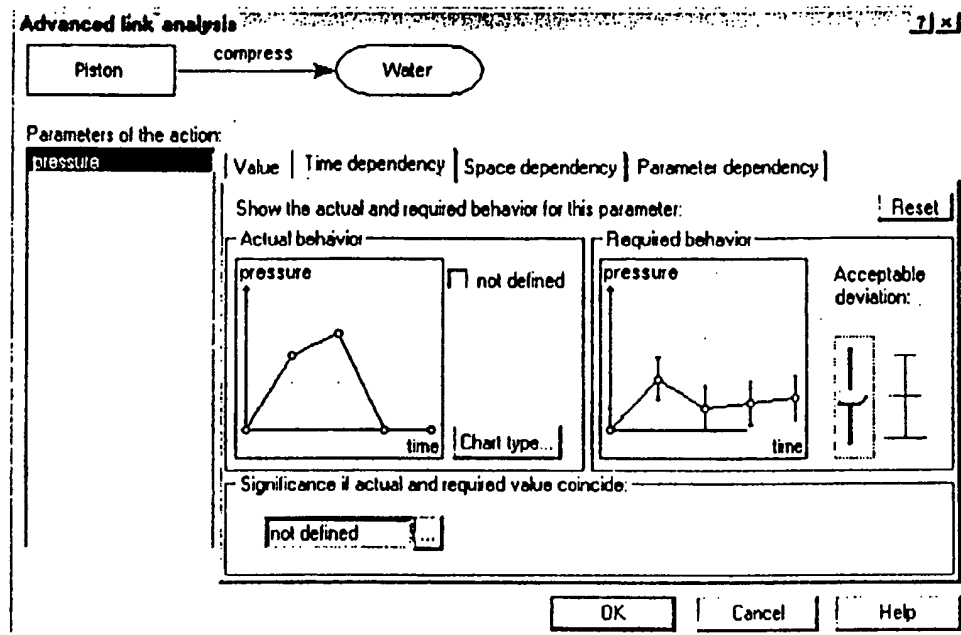 Advanced link analysis ? ×
Piston
compress
Water
Parameters of the action:
pressure
Value
Time dependency
Space dependency
Parameter dependency
Show the actual and required behavior for this parameter:
Reset
Actual behavior
pressure
not defined
time
Chart type...
Required behavior
pressure
Acceptable
deviation:
time
Significance if actual and required value coincide:
not defined
...
OK
Cancel
Help